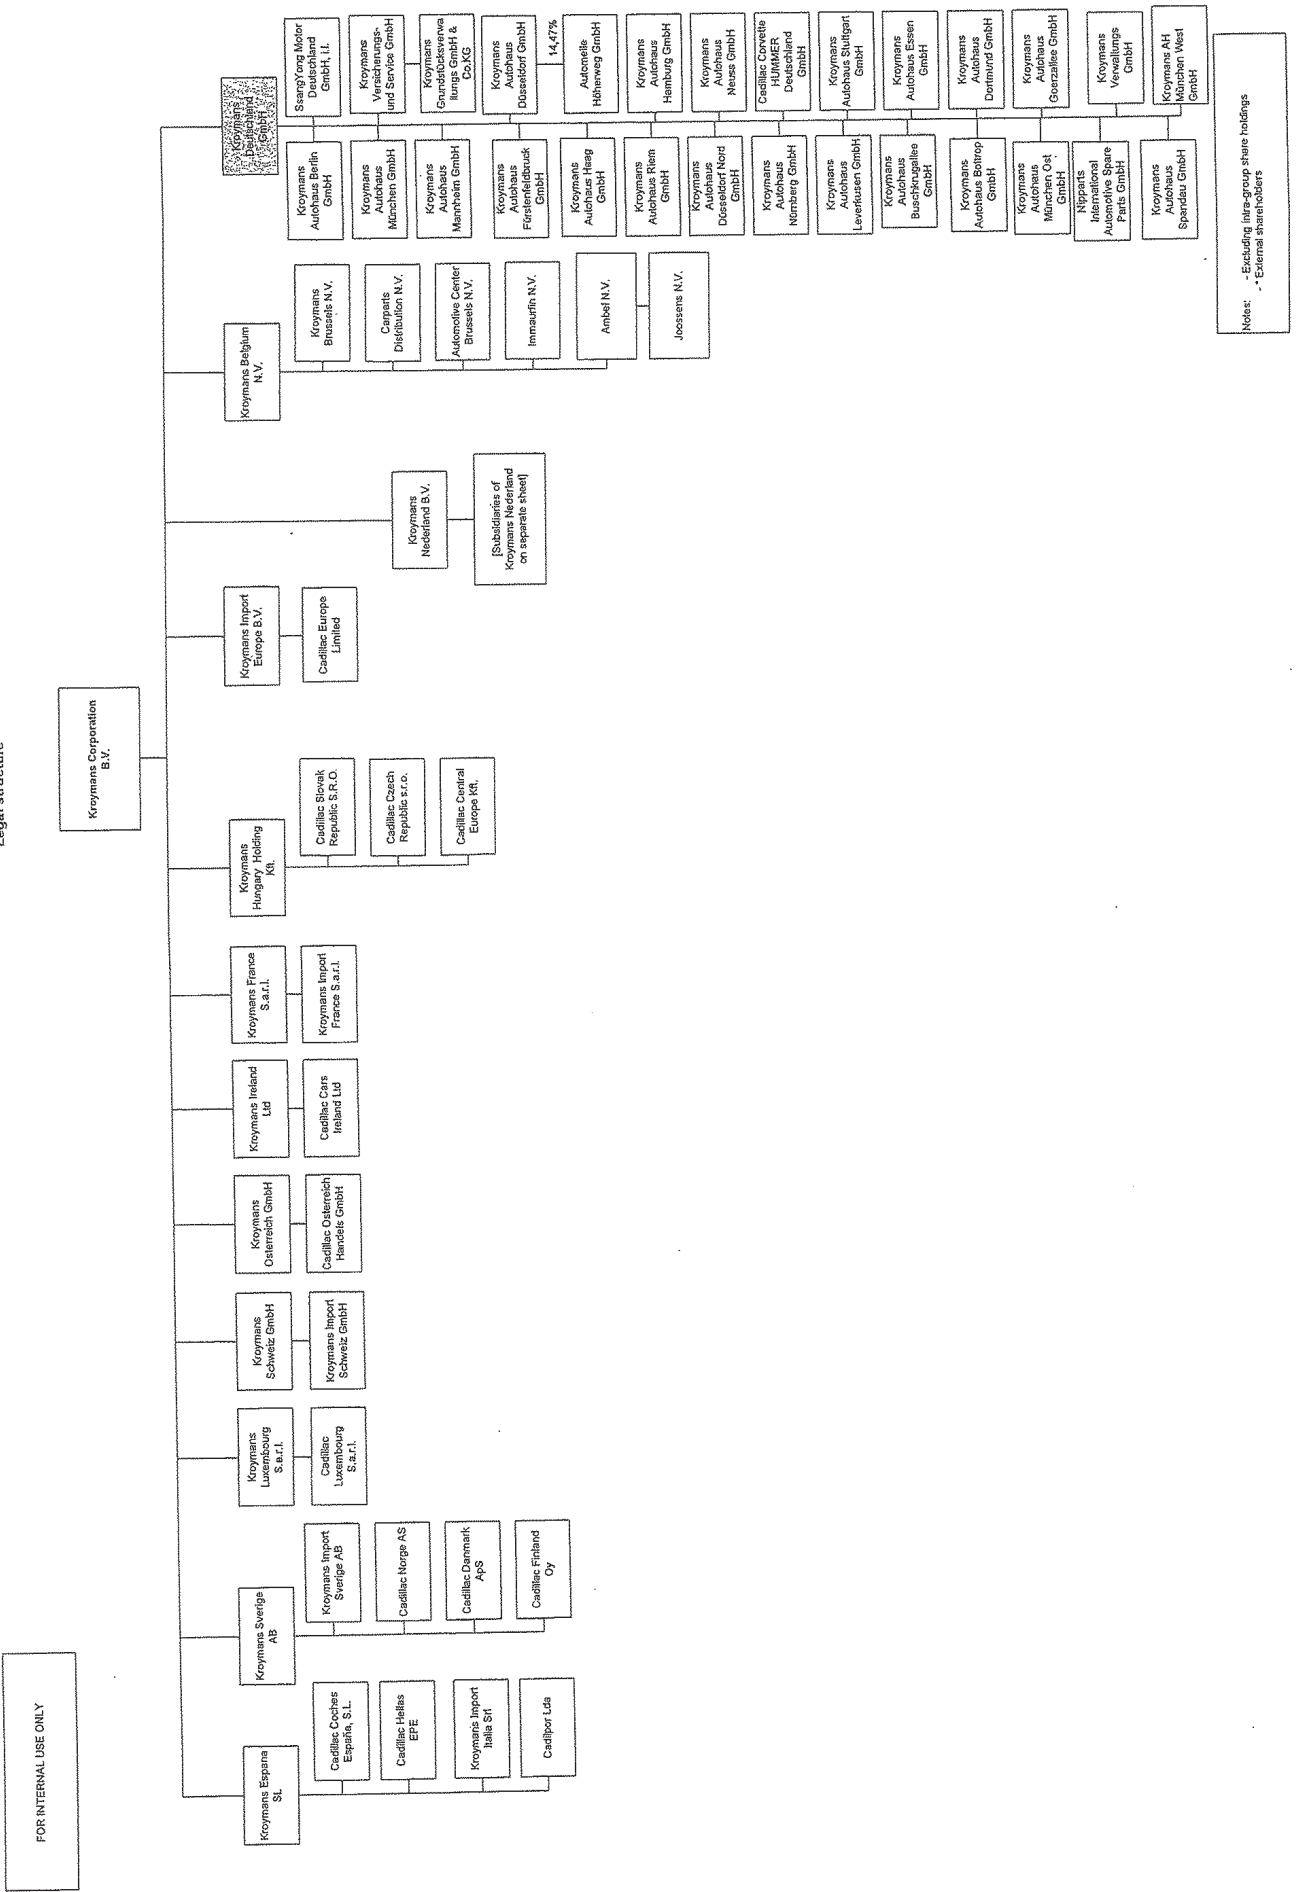 FOR INTERNAL USE ONLY
Legal structure
Kroymans Corporation
B.V.
Kroymans Espana
SL
Cadillac Coches
España, S.L.
Cadillac Hellas
EPE
Kroymans Import
Italia Srl
Cadilpor Lda
Kroymans Sverige
AB
Kroymans Import
Sverige AB
Cadillac Norge AS
Cadillac Danmark
ApS
Cadillac Finland
Oy
Kroymans
Luxembourg
S.a.r.l.
Cadillac
Luxembourg
S.a.r.l.
Kroymans
Schweiz GmbH
Kroymans Import
Schweiz GmbH
Kroymans
Osterreich GmbH
Cadillac Osterreich
Handels GmbH
Kroymans Ireland
Ltd
Cadillac Cars
Ireland Ltd
Kroymans France
S.a.r.l.
Kroymans Import
France S.a.r.l.
Kroymans
Hungary Holding
Kft.
Cadillac Slovak
Republic S.R.O.
Cadillac Czech
Republic s.r.o.
Cadillac Central
Europe Kft.
Kroymans Import
Europe B.V.
Cadillac Europe
Limited
Kroymans
Nederland B.V.
[Subsidiaries of
Kroymans Nederland
on separate sheet]
Kroymans Belgium
N.V.
Kroymans
Brussels N.V.
Carparts
Distribution N.V.
Automotive Center
Brussels N.V.
Immaurfin N.V.
Ambel N.V.
Joossens N.V.
Kroymans
Deutschland
GmbH
Kroymans
Autohaus Berlin
GmbH
SsangYong Motor
Deutschland
GmbH, i.l.
Kroymans
Autohaus
München GmbH
Kroymans
Versicherungs-
und Service GmbH
Kroymans
Autohaus
Mannheim GmbH
Kroymans
Grundstücksverwa
ltungs GmbH &
Co.KG
Kroymans
Autohaus
Fürstenfeldbruck
GmbH
Kroymans
Autohaus
Düsseldorf GmbH
14,47%
Kroymans
Autohaus Haag
GmbH
Automeile
Höherweg GmbH
Kroymans
Autohaus Riem
GmbH
Kroymans
Autohaus
Hamburg GmbH
Kroymans
Autohaus
Düsseldorf Nord
GmbH
Kroymans
Autohaus
Neuss GmbH
Kroymans
Autohaus
Nürnberg GmbH
Cadillac Corvette
HUMMER
Deutschland
GmbH
Kroymans
Autohaus
Leverkusen GmbH
Kroymans
Autohaus Stuttgart
GmbH
Kroymans
Autohaus
Buschkrugallee
GmbH
Kroymans
Autohaus Essen
GmbH
Kroymans
Autohaus Bottrop
GmbH
Kroymans
Autohaus
Dortmund GmbH
Kroymans
Autohaus
München Ost
GmbH
Kroymans
Autohaus
Goerzallee GmbH
Nipparts
International
Automotive Spare
Parts GmbH
Kroymans
Verwaltungs
GmbH
Kroymans
Autohaus
Spandau GmbH
Kroymans AH
München West
GmbH
Notes: - Excluding intra-group share holdings
- * External shareholders